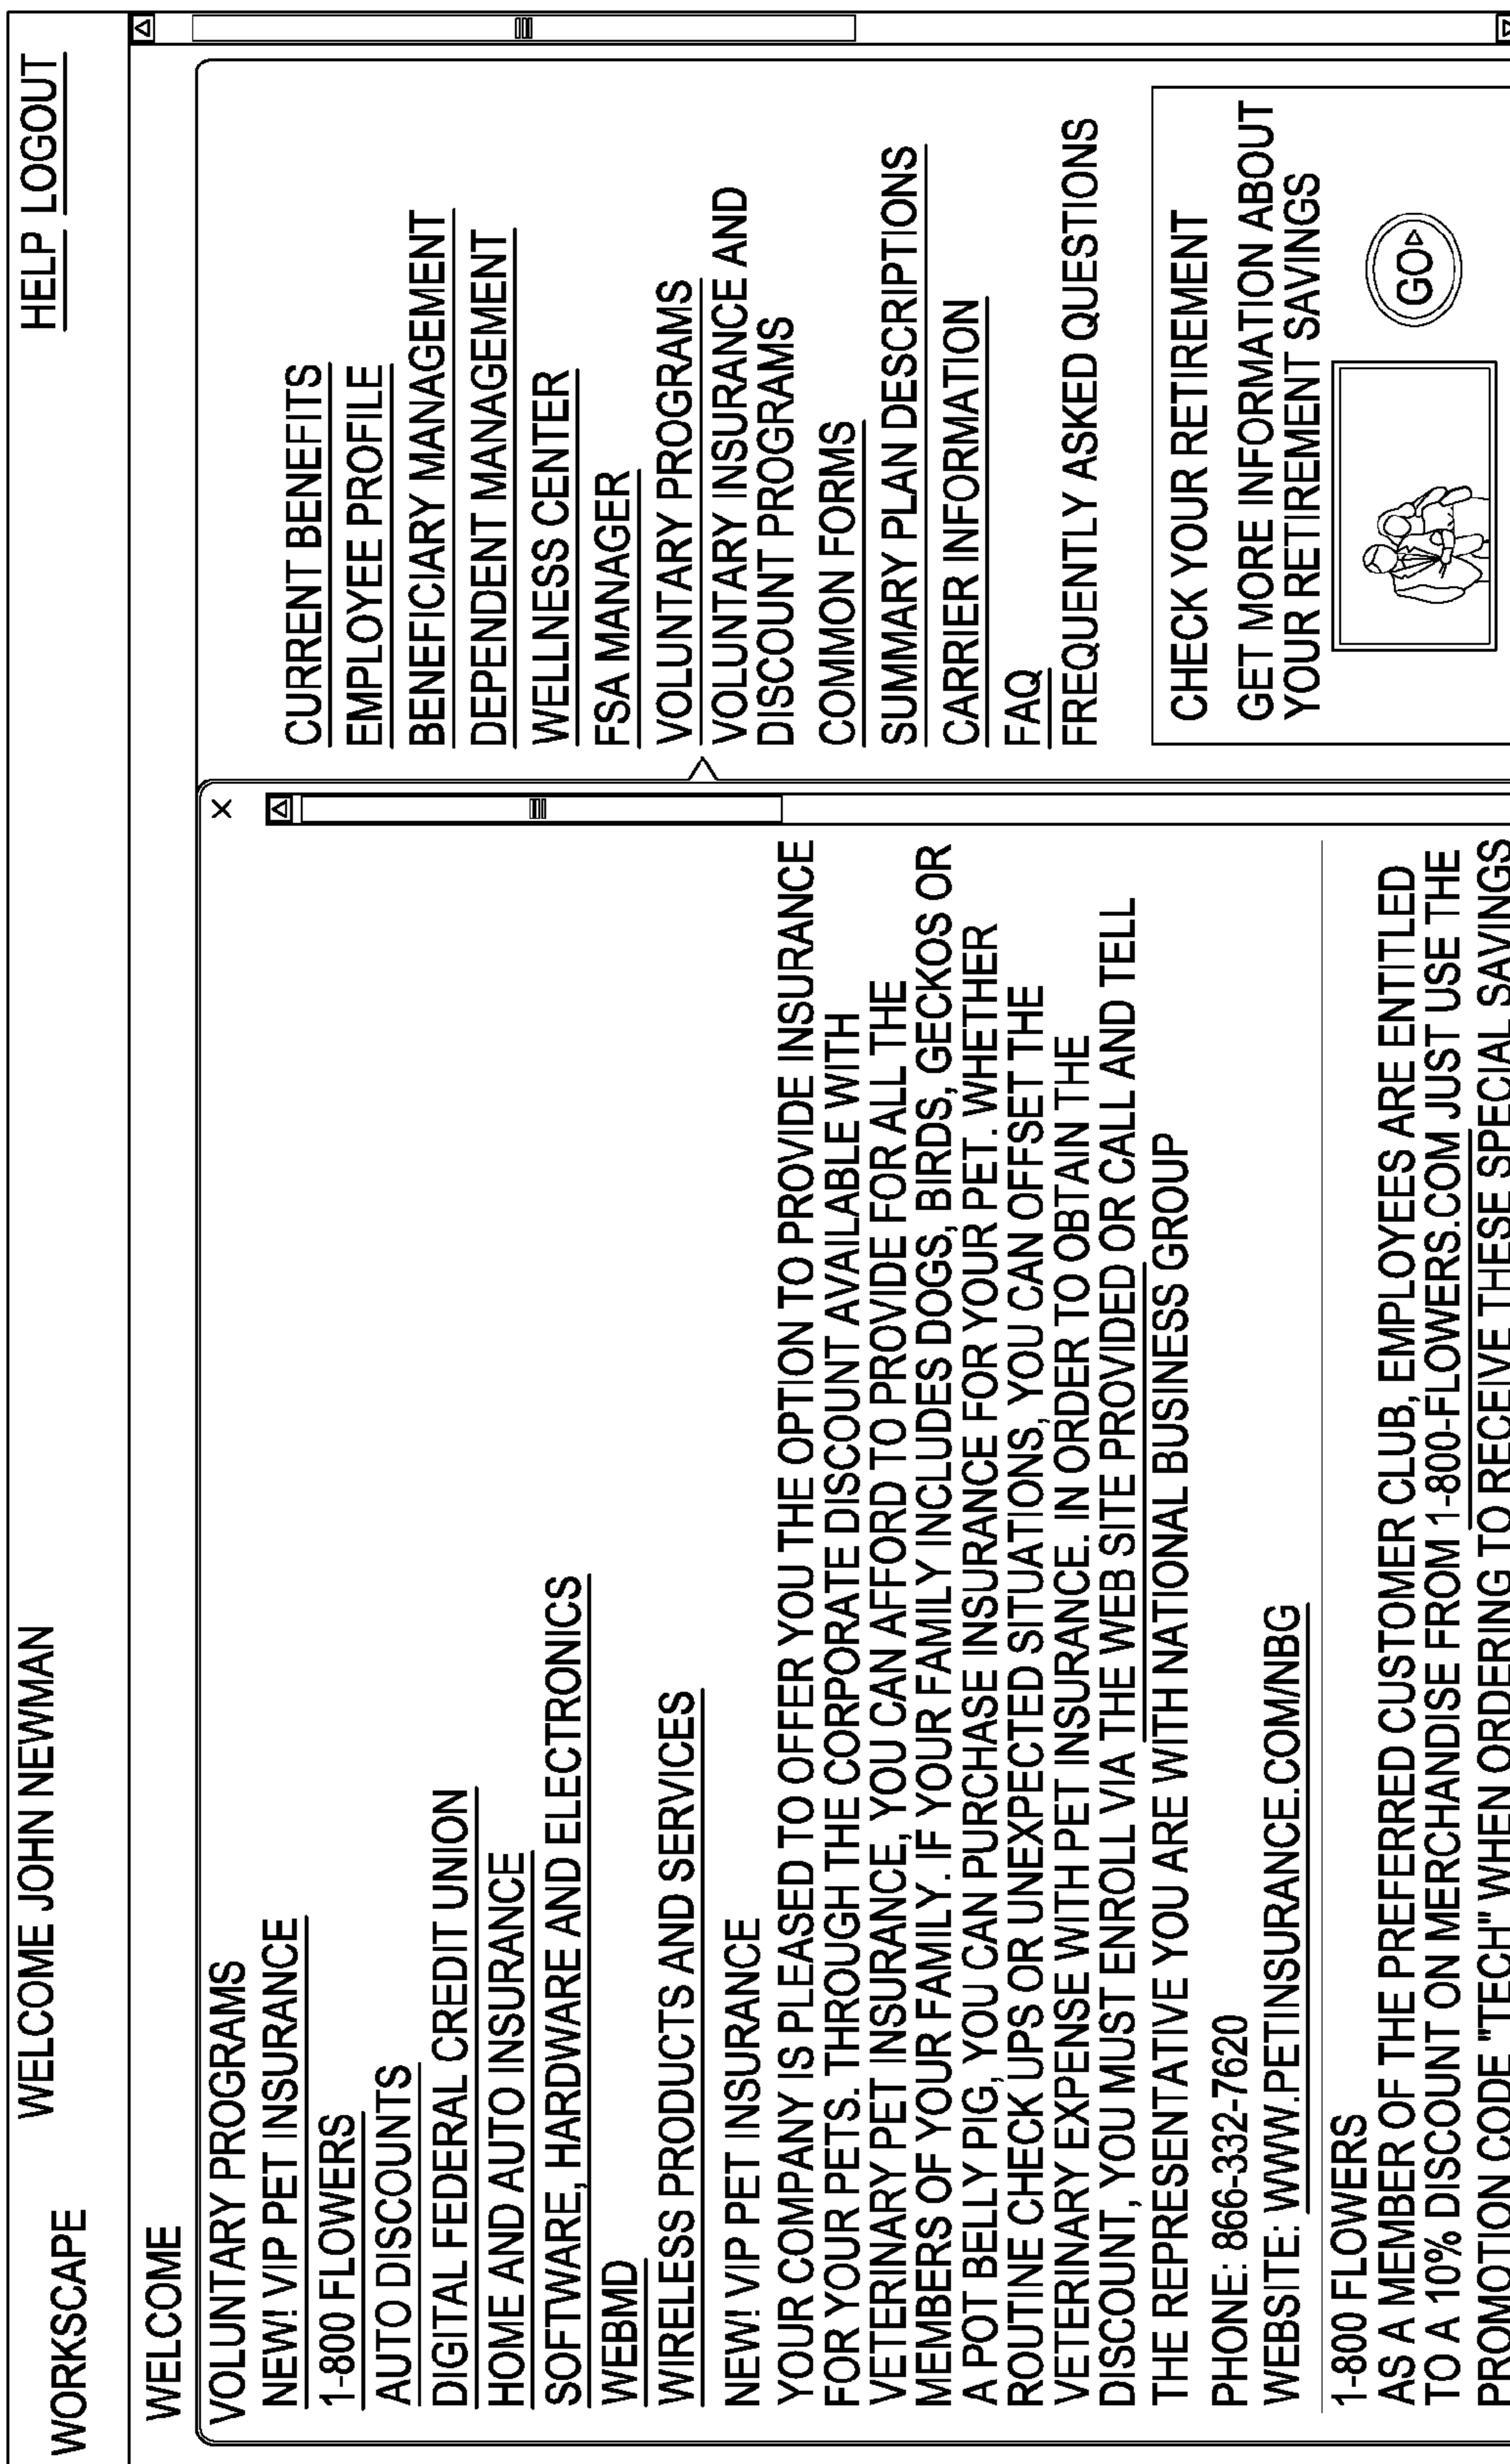 WORKSCAPE
WELCOME JOHN NEWMAN
HELP LOGOUT
WELCOME
VOLUNTARY PROGRAMS
NEW! VIP PET INSURANCE
1-800 FLOWERS
AUTO DISCOUNTS
DIGITAL FEDERAL CREDIT UNION
HOME AND AUTO INSURANCE
SOFTWARE, HARDWARE AND ELECTRONICS
WEBMD
WIRELESS PRODUCTS AND SERVICES
NEW! VIP PET INSURANCE
YOUR COMPANY IS PLEASED TO OFFER YOU THE OPTION TO PROVIDE INSURANCE
FOR YOUR PETS. THROUGH THE CORPORATE DISCOUNT AVAILABLE WITH
VETERINARY PET INSURANCE, YOU CAN AFFORD TO PROVIDE FOR ALL THE
MEMBERS OF YOUR FAMILY. IF YOUR FAMILY INCLUDES DOGS, BIRDS, GECKOS OR
A POT BELLY PIG, YOU CAN PURCHASE INSURANCE FOR YOUR PET. WHETHER
ROUTINE CHECK UPS OR UNEXPECTED SITUATIONS, YOU CAN OFFSET THE
VETERINARY EXPENSE WITH PET INSURANCE. IN ORDER TO OBTAIN THE
DISCOUNT, YOU MUST ENROLL VIA THE WEB SITE PROVIDED OR CALL AND TELL
THE REPRESENTATIVE YOU ARE WITH NATIONAL BUSINESS GROUP
PHONE: 866-332-7620
WEBSITE: WWW.PETINSURANCE.COM/NBG
1-800 FLOWERS
AS A MEMBER OF THE PREFERRED CUSTOMER CLUB, EMPLOYEES ARE ENTITLED
TO A 10% DISCOUNT ON MERCHANDISE FROM 1-800-FLOWERS.COM JUST USE THE
PROMOTION CODE "TECH" WHEN ORDERING TO RECEIVE THESE SPECIAL SAVINGS
CURRENT BENEFITS
EMPLOYEE PROFILE
BENEFICIARY MANAGEMENT
DEPENDENT MANAGEMENT
WELLNESS CENTER
FSA MANAGER
VOLUNTARY PROGRAMS
VOLUNTARY INSURANCE AND
DISCOUNT PROGRAMS
COMMON FORMS
SUMMARY PLAN DESCRIPTIONS
CARRIER INFORMATION
FAQ
FREQUENTLY ASKED QUESTIONS
CHECK YOUR RETIREMENT
GET MORE INFORMATION ABOUT
YOUR RETIREMENT SAVINGS
GO